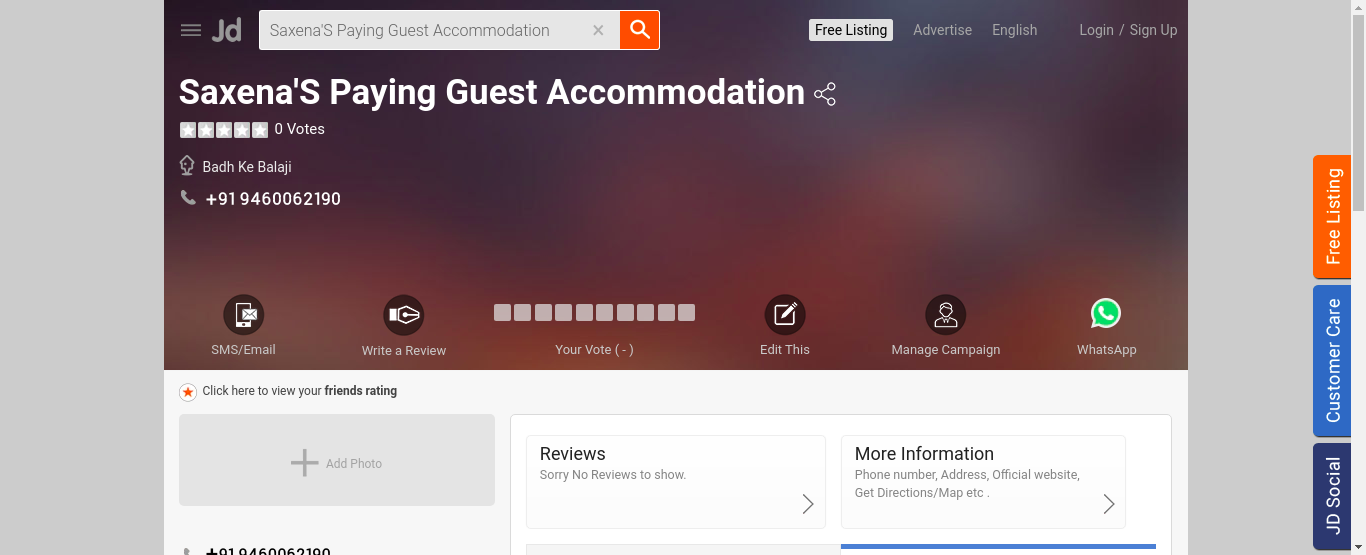 Jd
Saxena'S Paying Guest Accommodation ×
Free Listing Advertise English Login / Sign Up
Saxena'S Paying Guest Accommodation
0 Votes
Badh Ke Balaji
+91 9460062190
SMS/Email
Write a Review
Your Vote ( - )
Edit This
Manage Campaign
WhatsApp
Click here to view your friends rating
Add Photo
Reviews
Sorry No Reviews to show.
More Information
Phone number, Address, Official website,
Get Directions/Map etc .
+91 9460062190
Free Listing
Customer Care
JD Social